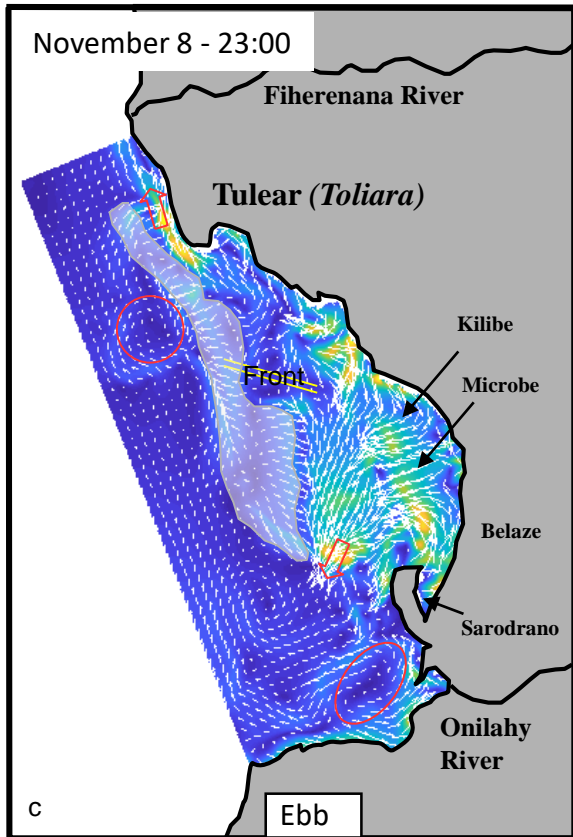 November 8 - 23:00
Fiherenana River
Tulear (Toliara)
Kilibe
Front
Microbe
Belaze
Sarodrano
Onilahy
River
c
Ebb